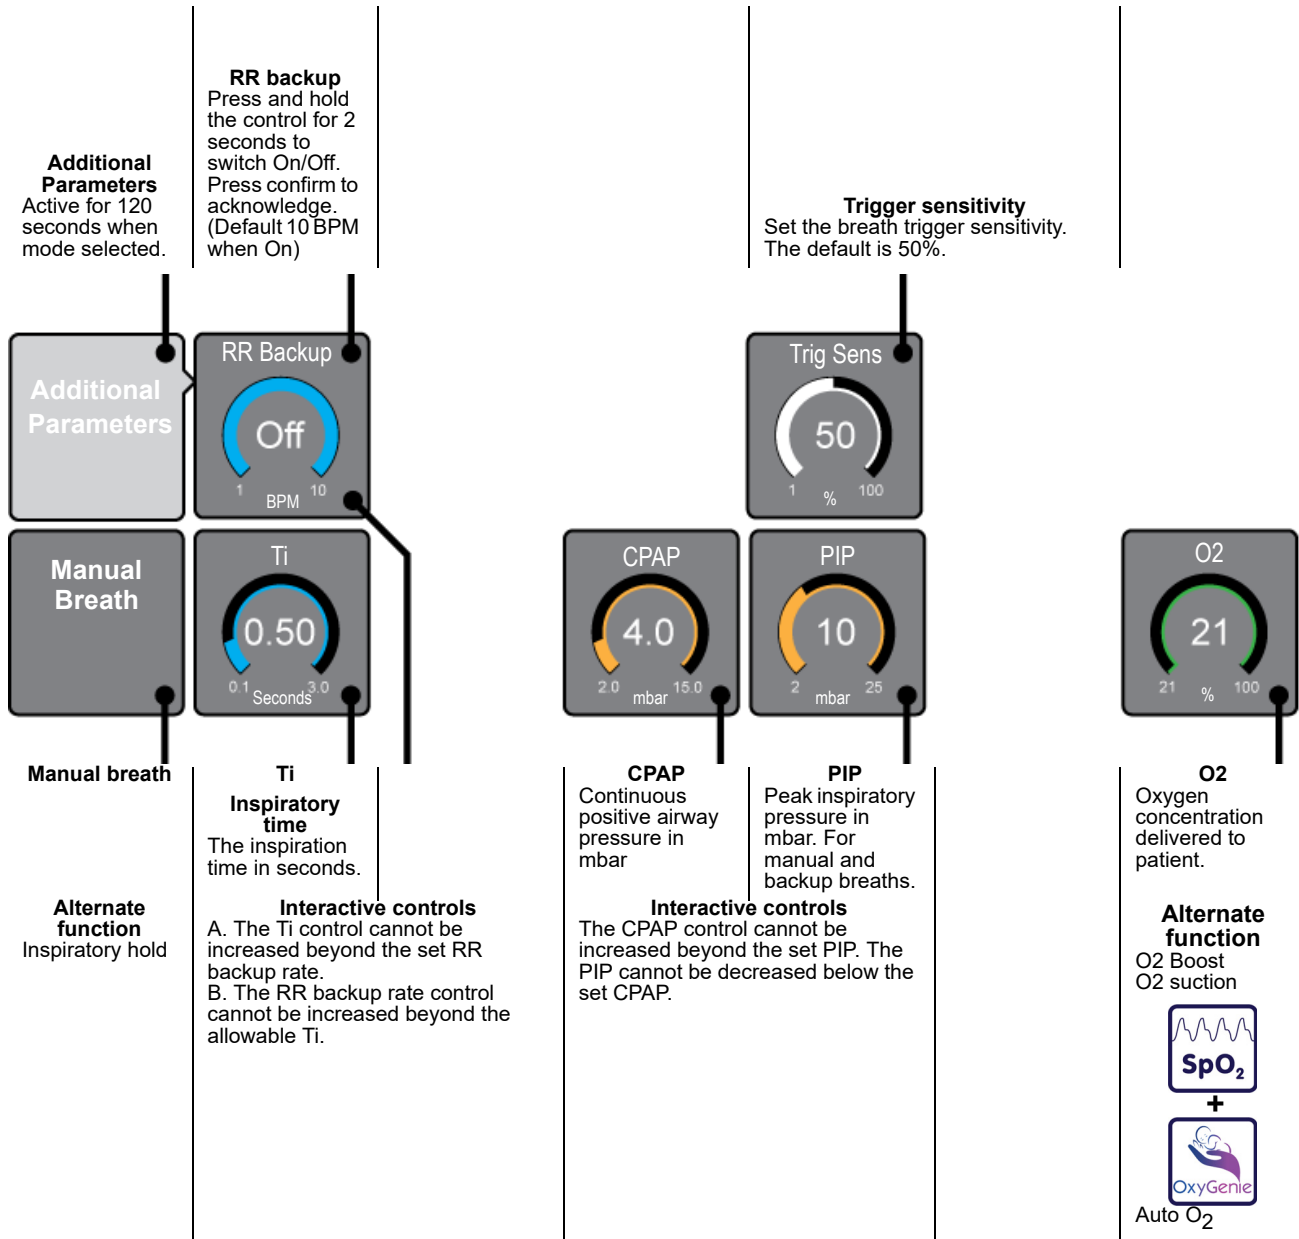 RR backup
Press and hold
the control for 2
seconds to
switch On/Off.
Press confirm to
acknowledge.
(Default 10 BPM
when On)
Additional
Parameters
Active for 120
seconds when
mode selected.
Trigger sensitivity
Set the breath trigger sensitivity.
The default is 50%.
Additional
Parameters
RR Backup
Off
1
10
BPM
Trig Sens
50
1
100
%
Manual
Breath
Ti
0.50
0.1
3.0
Seconds
CPAP
4.0
2.0
15.0
mbar
PIP
10
2
25
mbar
O2
21
21
100
%
Manual breath
Ti
Inspiratory
time
The inspiration
time in seconds.
CPAP
Continuous
positive airway
pressure in
mbar
PIP
Peak inspiratory
pressure in
mbar. For
manual and
backup breaths.
O2
Oxygen
concentration
delivered to
patient.
Alternate
function
Inspiratory hold
Interactive controls
A. The Ti control cannot be
increased beyond the set RR
backup rate.
B. The RR backup rate control
cannot be increased beyond the
allowable Ti.
Interactive controls
The CPAP control cannot be
increased beyond the set PIP. The
PIP cannot be decreased below the
set CPAP.
Alternate
function
O2 Boost
O2 suction
SpO2
+
OxyGenie
Auto O2